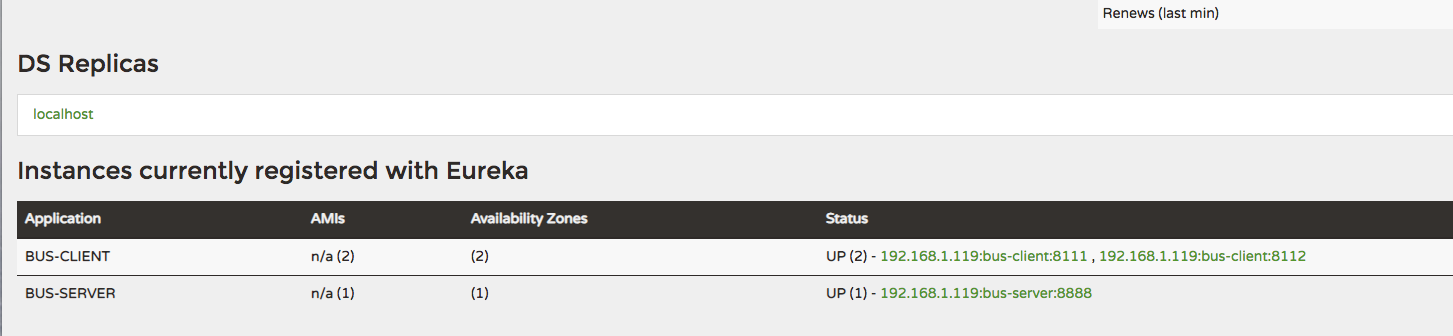 Renews (last min)
DS Replicas
localhost
Instances currently registered with Eureka
Application AMIs Availability Zones Status
BUS-CLIENT n/a (2) (2) UP (2) - 192.168.1.119:bus-client:8111 , 192.168.1.119:bus-client:8112
BUS-SERVER n/a (1) (1) UP (1) - 192.168.1.119:bus-server:8888